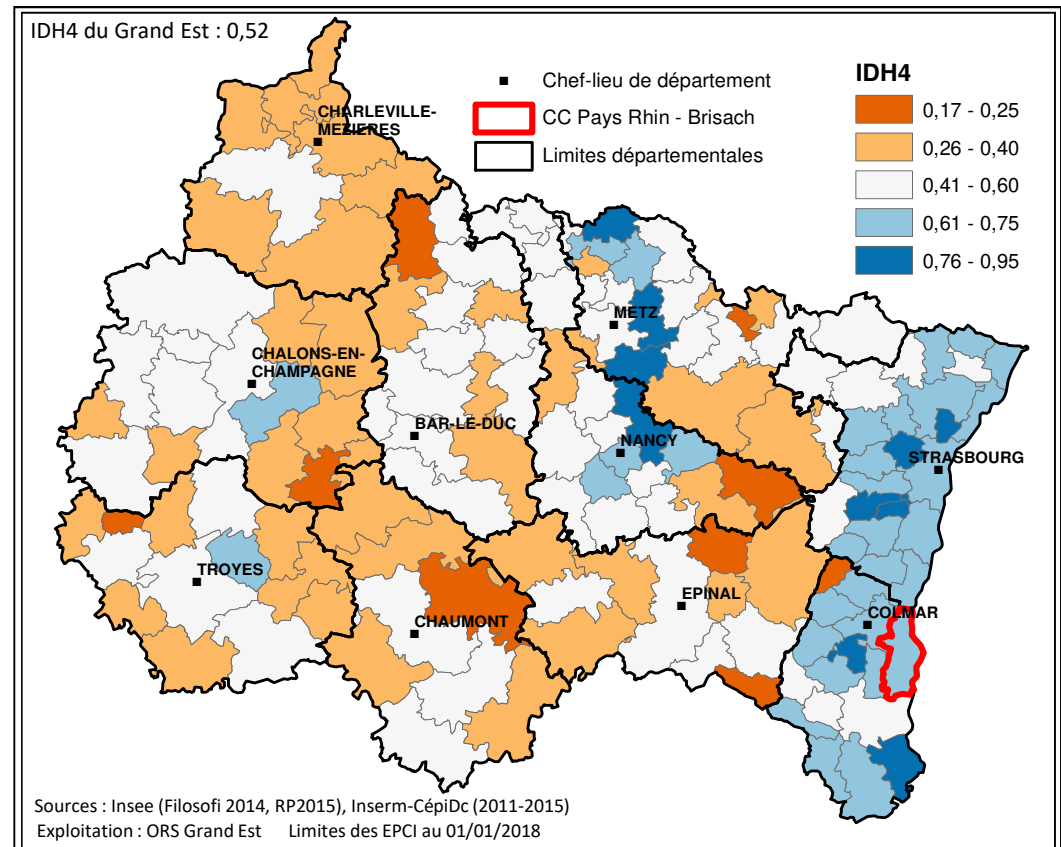 IDH4 du Grand Est : 0,52
Chef-lieu de département
CC Pays Rhin - Brisach
Limites départementales
IDH4
0,17 - 0,25
0,26 - 0,40
0,41 - 0,60
0,61 - 0,75
0,76 - 0,95
CHARLEVILLE-
MEZIERES
METZ
CHALONS-EN-
CHAMPAGNE
BAR-LE-DUC
NANCY
STRASBOURG
TROYES
EPINAL
COLMAR
CHAUMONT
Sources : Insee (Filosofi 2014, RP2015), Inserm-CépiDc (2011-2015)
Exploitation : ORS Grand Est Limites des EPCI au 01/01/2018